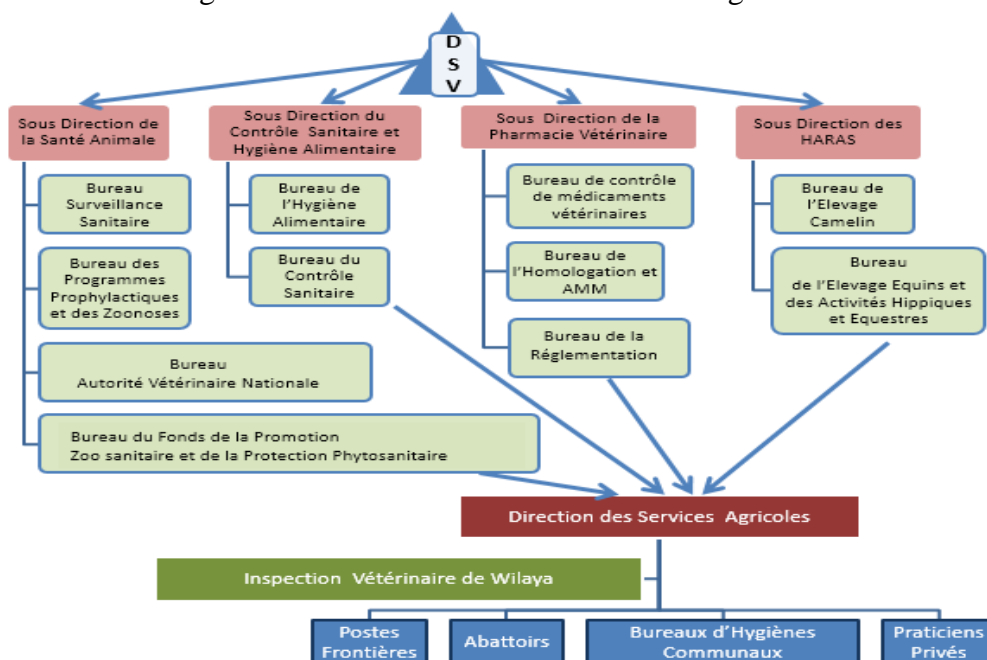 D
S
V
Sous Direction de
la Santé Animale
Sous Direction du
Contrôle Sanitaire et
Hygiène Alimentaire
Sous Direction de la
Pharmacie Vétérinaire
Sous Direction des
HARAS
Bureau
Surveillance
Sanitaire
Bureau des
Programmes
Prophylactiques
et des Zoonoses
Bureau
Autorité Vétérinaire Nationale
Bureau du Fonds de la Promotion
Zoo sanitaire et de la Protection Phytosanitaire
Bureau de
l'Hygiène
Alimentaire
Bureau du
Contrôle
Sanitaire
Bureau de contrôle
de médicaments
vétérinaires
Bureau de
l'Homologation et
AMM
Bureau de la
Réglementation
Bureau de
l'Elevage
Camelin
Bureau
de l'Elevage Equins et
des Activités Hippiques
et Equestres
Direction des Services Agricoles
Inspection Vétérinaire de Wilaya
Postes
Frontières
Abattoirs
Bureaux d'Hygiènes
Communaux
Praticiens
Privés